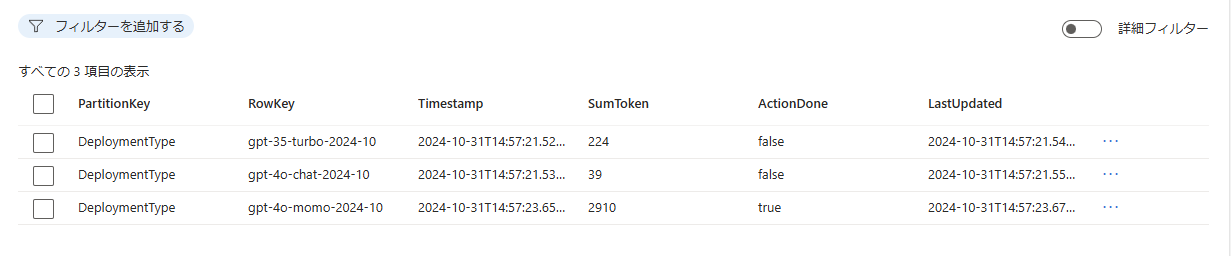 フィルターを追加する
詳細フィルター
すべての 3 項目の表示
PartitionKey RowKey Timestamp SumToken ActionDone LastUpdated
DeploymentType gpt-35-turbo-2024-10 2024-10-31T14:57:21.52... 224 false 2024-10-31T14:57:21.54... ···
DeploymentType gpt-4o-chat-2024-10 2024-10-31T14:57:21.53... 39 false 2024-10-31T14:57:21.55... ···
DeploymentType gpt-4o-momo-2024-10 2024-10-31T14:57:23.65... 2910 true 2024-10-31T14:57:23.67... ···